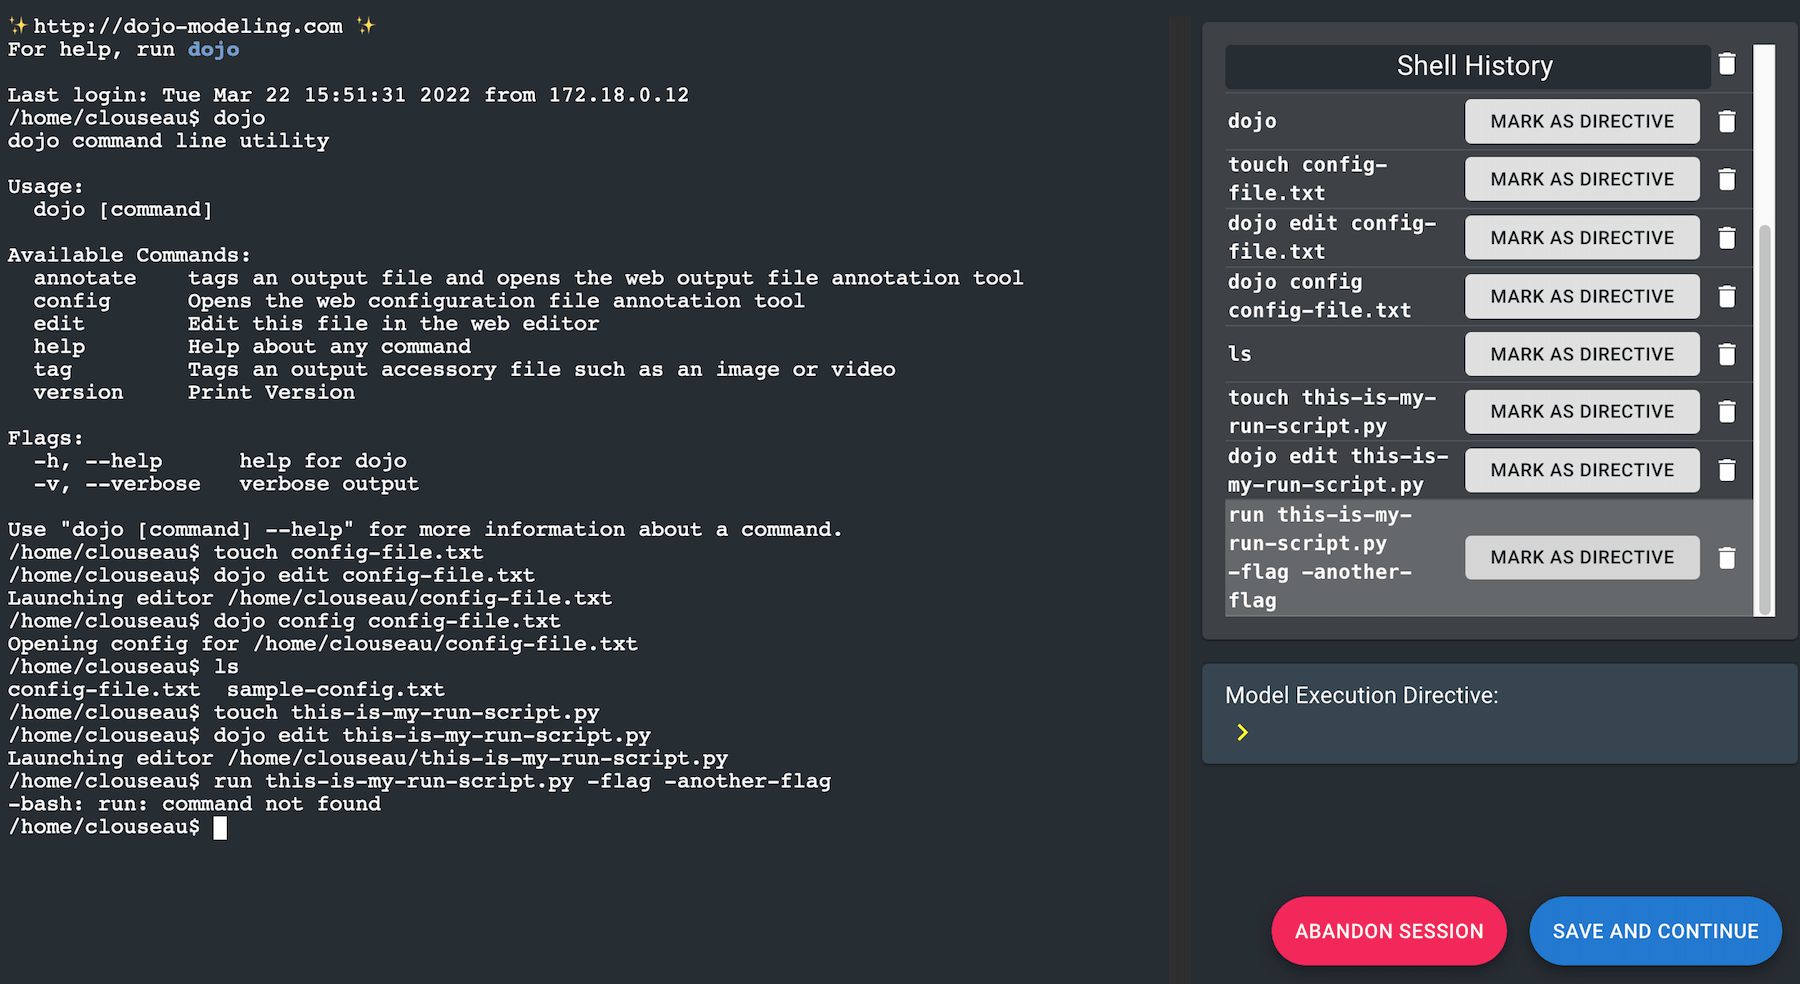 ✨ http://dojo-modeling.com ✨
For help, run dojo
Last login: Tue Mar 22 15:51:31 2022 from 172.18.0.12
/home/clouseau$ dojo
dojo command line utility
Usage:
  dojo [command]
Available Commands:
  annotate    tags an output file and opens the web output file annotation tool
  config      Opens the web configuration file annotation tool
  edit        Edit this file in the web editor
  help        Help about any command
  tag         Tags an output accessory file such as an image or video
  version     Print Version
Flags:
  -h, --help      help for dojo
  -v, --verbose   verbose output
Use "dojo [command] --help" for more information about a command.
/home/clouseau$ touch config-file.txt
/home/clouseau$ dojo edit config-file.txt
Launching editor /home/clouseau/config-file.txt
/home/clouseau$ dojo config config-file.txt
Opening config for /home/clouseau/config-file.txt
/home/clouseau$ ls
config-file.txt  sample-config.txt
/home/clouseau$ touch this-is-my-run-script.py
/home/clouseau$ dojo edit this-is-my-run-script.py
Launching editor /home/clouseau/this-is-my-run-script.py
/home/clouseau$ run this-is-my-run-script.py -flag -another-flag
-bash: run: command not found
/home/clouseau$
Shell History
dojo
MARK AS DIRECTIVE
touch config-
file.txt
MARK AS DIRECTIVE
dojo edit config-
file.txt
MARK AS DIRECTIVE
dojo config
config-file.txt
MARK AS DIRECTIVE
ls
MARK AS DIRECTIVE
touch this-is-my-
run-script.py
MARK AS DIRECTIVE
dojo edit this-is-
my-run-script.py
MARK AS DIRECTIVE
run this-is-my-
run-script.py
-flag -another-
flag
MARK AS DIRECTIVE
Model Execution Directive:
ABANDON SESSION
SAVE AND CONTINUE